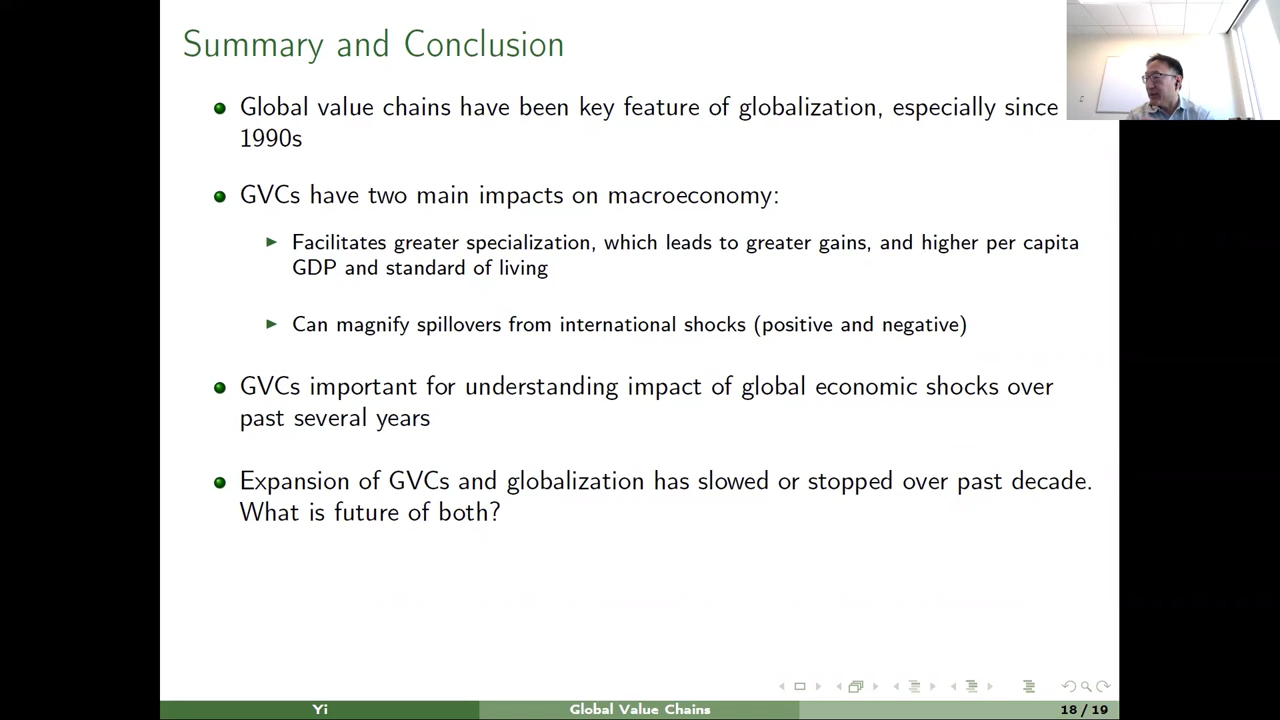 Summary and Conclusion
Global value chains have been key feature of globalization, especially since
1990s
GVCs have two main impacts on macroeconomy:
Facilitates greater specialization, which leads to greater gains, and higher per capita
GDP and standard of living
Can magnify spillovers from international shocks (positive and negative)
GVCs important for understanding impact of global economic shocks over
past several years
Expansion of GVCs and globalization has slowed or stopped over past decade.
What is future of both?
Yi
Global Value Chains
18 / 19